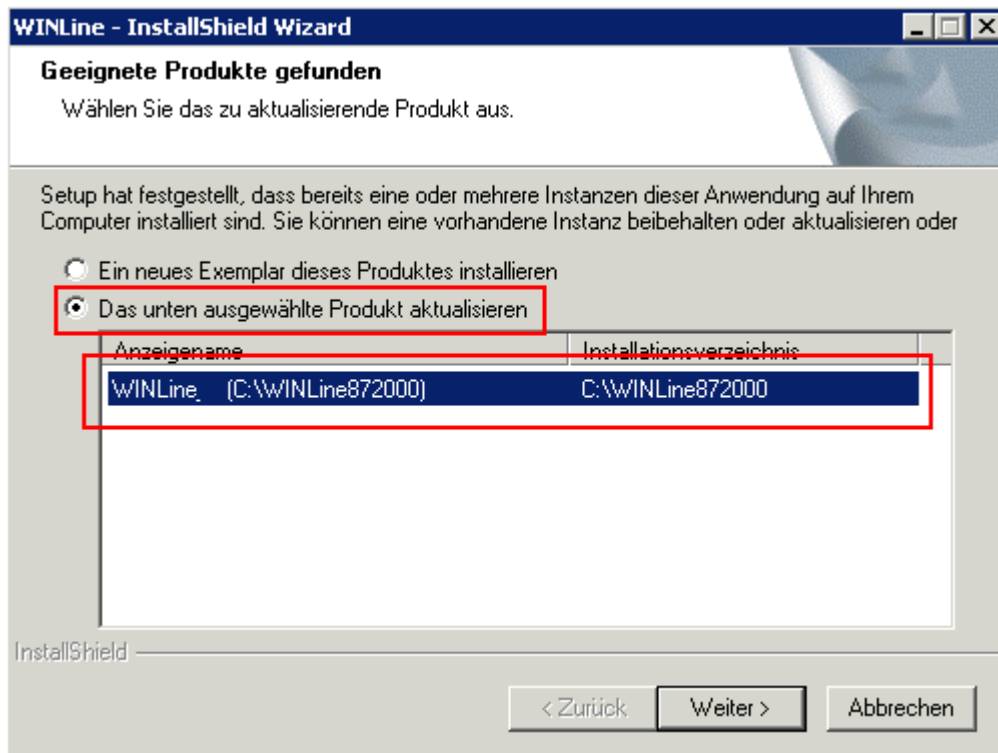 WINLine - InstallShield Wizard
Geeignete Produkte gefunden
Wählen Sie das zu aktualisierende Produkt aus.
Setup hat festgestellt, dass bereits eine oder mehrere Instanzen dieser Anwendung auf Ihrem
Computer installiert sind. Sie können eine vorhandene Instanz beibehalten oder aktualisieren oder
Ein neues Exemplar dieses Produktes installieren
Das unten ausgewählte Produkt aktualisieren
Anzeigename Installationsverzeichnis
WINLine_ (C:\WINLine872000) C:\WINLine872000
InstallShield
< Zurück Weiter > Abbrechen